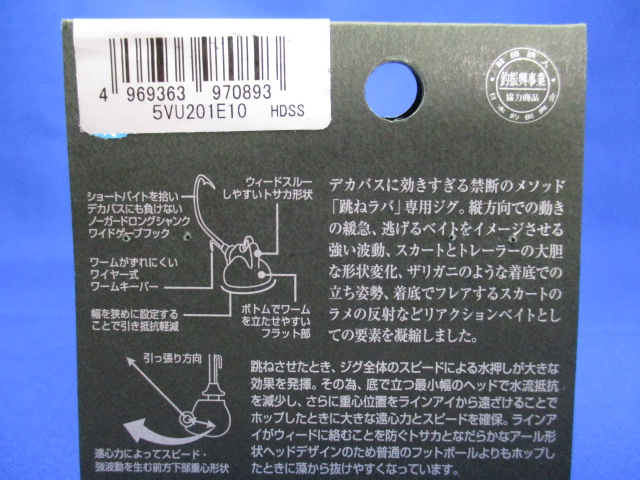 4 969363 970893
5VU201E10 HDSS
財団法人
釣振興事業
協力商品
日本釣振興会
ショートバイトを拾い
デカバスにも負けない
ノーガードロングシャンク
ワイドゲープフック
ウィードスルー
しやすいトサカ形状
ワームがずれにくい
ワイヤー式
ワームキーパー
幅を狭めに設定する
ことで引き抵抗軽減
ボトムでワーム
を立たせやすい
フラット部
デカバスに効きすぎる禁断のメソッド
「跳ねラバ」専用ジグ。縦方向での動き
の緩急、逃げるベイトをイメージさせる
強い波動、スカートとトレーラーの大胆
な形状変化、ザリガニのような着底での
立ち姿勢、着底でフレアするスカートの
ラメの反射などリアクションベイトとし
ての要素を凝縮しました。
引っ張り方向
遠心力によってスピード・
強波動を生む前方下部重心形状
跳ねさせたとき、ジグ全体のスピードによる水押しが大きな
効果を発揮。その為、底で立つ最小幅のヘッドで水流抵抗
を減少し、さらに重心位置をラインアイから遠ざけることで
ホップしたときに大きな遠心力とスピードを確保。ラインア
イがウィードに絡むことを防ぐトサカとなだらかなアール形
状ヘッドデザインのため普通のフットボールよりもホップし
たときに藻から抜けやすくなっています。